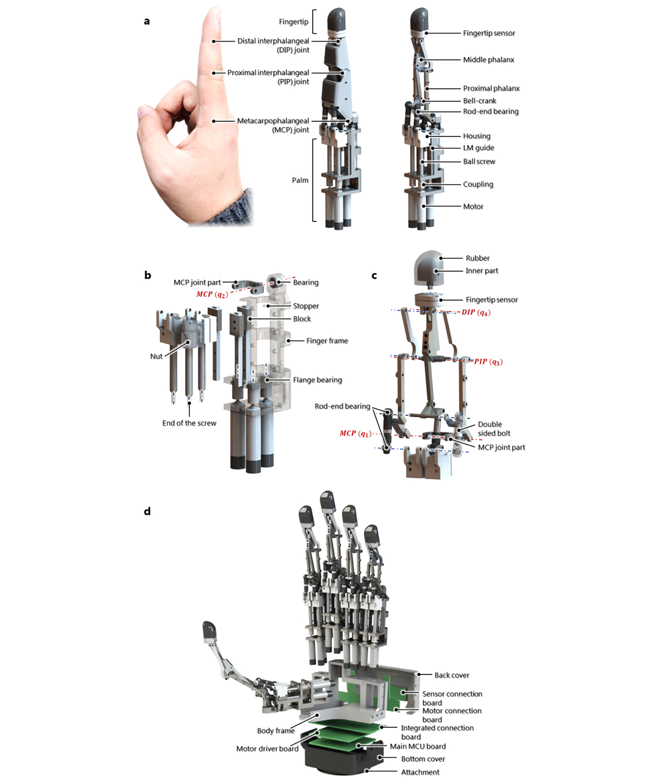 a
Fingertip
Distal interphalangeal
(DIP) joint
Proximal interphalangeal
(PIP) joint
Metacarpophalangeal
(MCP) joint
Palm
Fingertip sensor
Middle phalanx
Proximal phalanx
Bell-crank
Rod-end bearing
Housing
LM guide
Ball screw
Coupling
Motor
b
MCP joint part
MCP (q₂)
Nut
End of the screw
Bearing
Stopper
Block
Finger frame
Flange bearing
c
Rubber
Inner part
Fingertip sensor
DIP (q₄)
PIP (q₃)
Rod-end bearing
MCP (q₁)
Double
sided bolt
MCP joint part
d
Back cover
Sensor connection
board
Motor connection
board
Integrated connection
board
Body frame
Motor driver board
Main MCU board
Bottom cover
Attachment